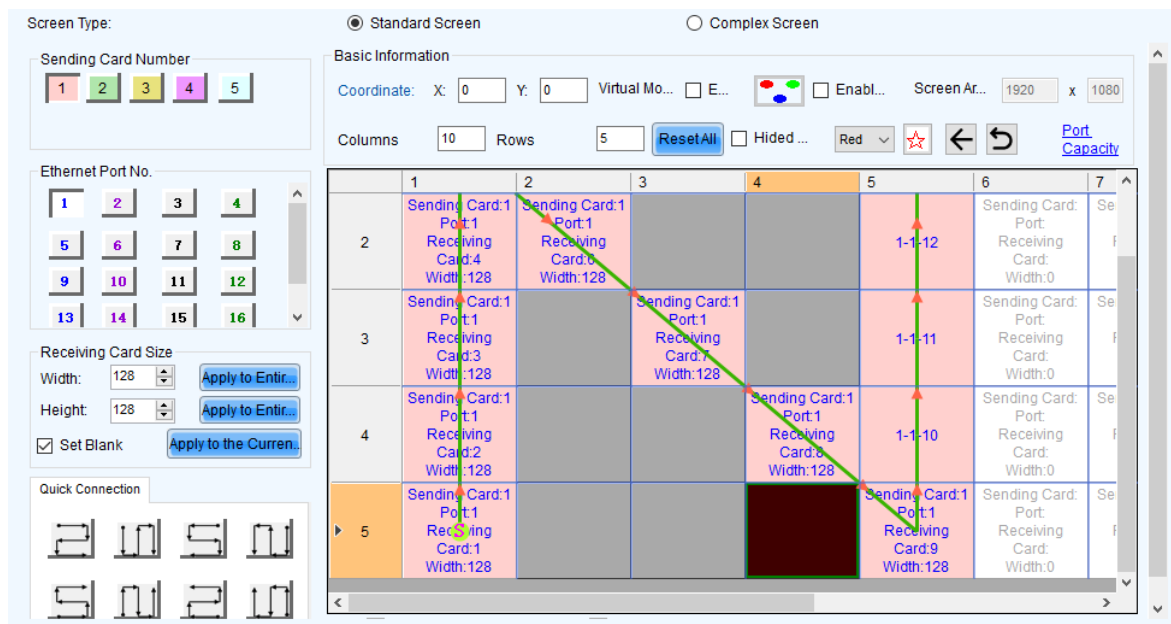 Screen Type:
Standard Screen
Complex Screen
Sending Card Number
1 2 3 4 5
Ethernet Port No.
1 2 3 4
5 6 7 8
9 10 11 12
13 14 15 16
Receiving Card Size
Width: 128 Apply to Entir...
Height: 128 Apply to Entir...
Set Blank Apply to the Curren..
Quick Connection
Basic Information
Coordinate: X: 0 Y: 0 Virtual Mo... E... Enabl... Screen Ar... 1920 x 1080
Columns 10 Rows 5 Reset All Hided ... Red Port
Capacity
1 2 3 4 5 6 7
2
Sending Card:1
Port:1
Receiving
Card:4
Width:128
Sending Card:1
Port:1
Receiving
Card:6
Width:128
1-1-12
Sending Card:
Port:
Receiving
Card:
Width:0
Se
3
Sending Card:1
Port:1
Receiving
Card:3
Width:128
Sending Card:1
Port:1
Receiving
Card:7
Width:128
1-1-11
Sending Card:
Port:
Receiving
Card:
Width:0
Se
4
Sending Card:1
Port:1
Receiving
Card:2
Width:128
Sending Card:1
Port:1
Receiving
Card:8
Width:128
1-1-10
Sending Card:
Port:
Receiving
Card:
Width:0
Se
5
Sending Card:1
Port:1
Receiving
Card:1
Width:128
S
Sending Card:1
Port:1
Receiving
Card:9
Width:128
Sending Card:
Port:
Receiving
Card:
Width:0
Se